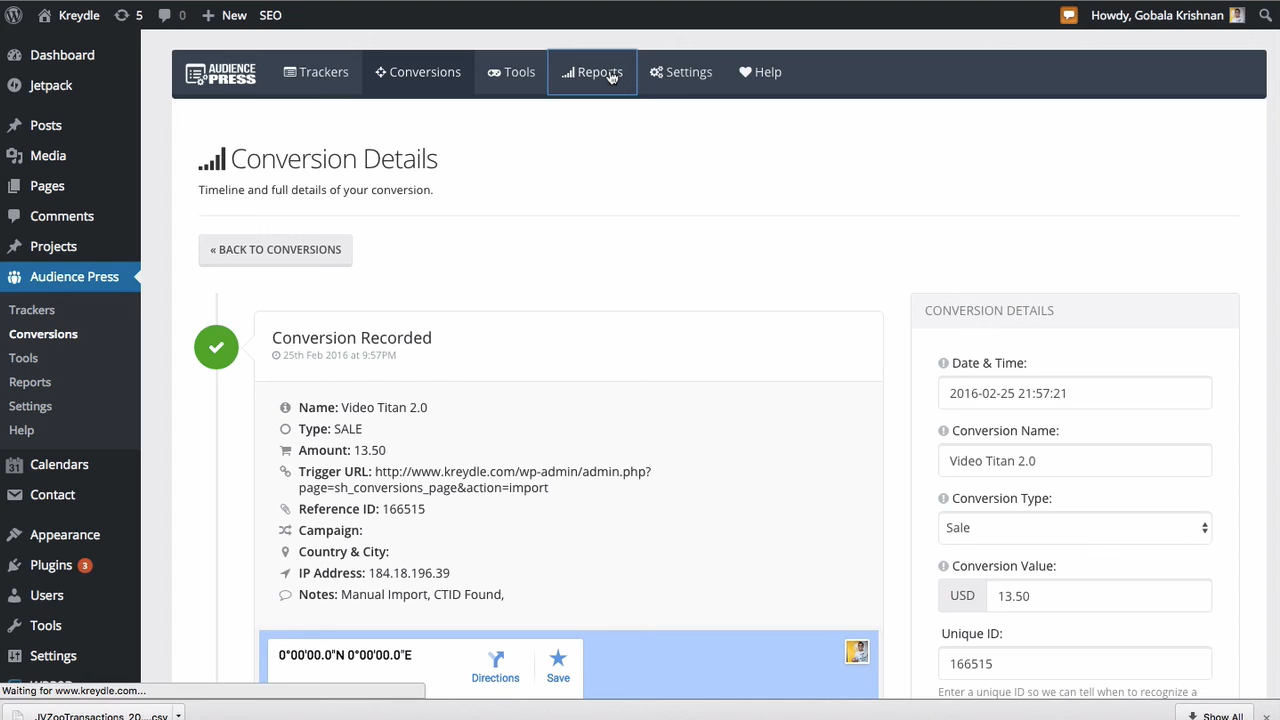 Kreydle
5
0
New
SEO
Howdy, Gobala Krishnan
Dashboard
Jetpack
Posts
Media
Pages
Comments
Projects
Audience Press
Trackers
Conversions
Tools
Reports
Settings
Help
Calendars
Contact
Appearance
Plugins 3
Users
Tools
Settings
AUDIENCE
PRESS
Trackers
Conversions
Tools
Reports
Settings
Help
Conversion Details
Timeline and full details of your conversion.
« BACK TO CONVERSIONS
Conversion Recorded
25th Feb 2016 at 9:57PM
Name: Video Titan 2.0
Type: SALE
Amount: 13.50
Trigger URL: http://www.kreydle.com/wp-admin/admin.php?
page=sh_conversions_page&action=import
Reference ID: 166515
Campaign:
Country & City:
IP Address: 184.18.196.39
Notes: Manual Import, CTID Found,
0°00'00.0"N 0°00'00.0"E
Directions
Save
CONVERSION DETAILS
Date & Time:
2016-02-25 21:57:21
Conversion Name:
Video Titan 2.0
Conversion Type:
Sale
Conversion Value:
USD 13.50
Unique ID:
166515
Enter a unique ID so we can tell when to recognize a
Waiting for www.kreydle.com...
JVZooTransactions_20....csv
Show All